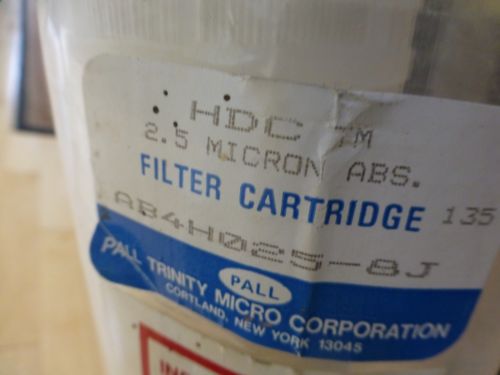 HDC TM
2.5 MICRON ABS.
FILTER CARTRIDGE 135
AB4H025-8J
PALL
PALL TRINITY MICRO CORPORATION
CORTLAND, NEW YORK 13045